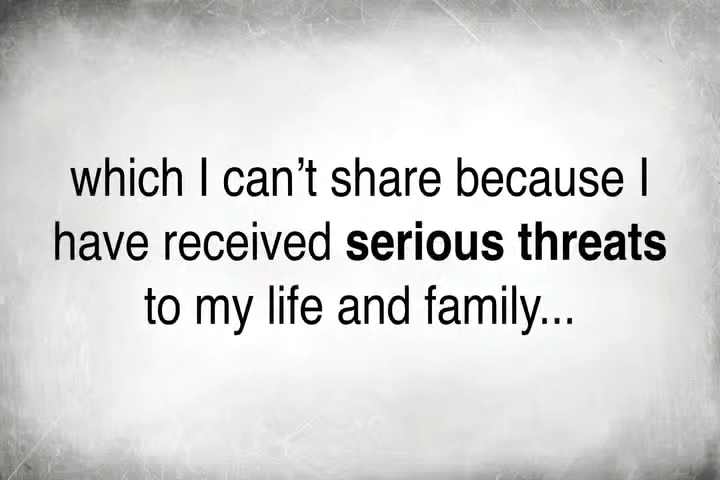 which I can’t share because I
have received serious threats
to my life and family...